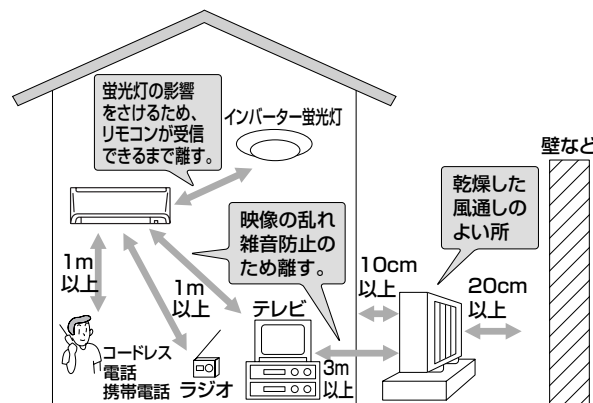 蛍光灯の影響
をさけるため、
リモコンが受信
できるまで離す。
インバーター蛍光灯
壁など
乾燥した
風通しの
よい所
映像の乱れ
雑音防止の
ため離す。
1m
以上
1m
以上
テレビ
10cm
以上
20cm
以上
コードレス
電話
携帯電話
ラジオ
3m
以上